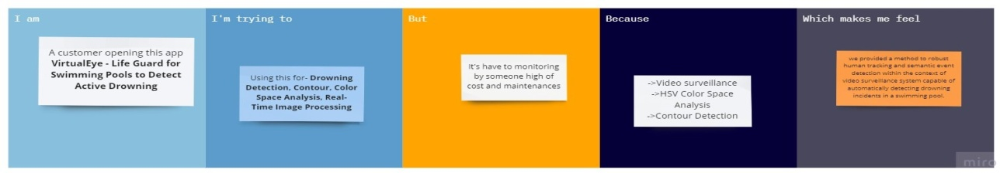 I am
A customer opening this app
VirtualEye - Life Guard for
Swimming Pools to Detect
Active Drowning
I'm trying to
Using this for- Drowning
Detection, Contour, Color
Space Analysis, Real-
Time Image Processing
But
It's have to monitoring
by someone high of
cost and maintenances
Because
->Video surveillance
->HSV Color Space
Analysis
->Contour Detection
Which makes me feel
we provided a method to robust
human tracking and semantic event
detection within the context of
video surveillance system capable of
automatically detecting drowning
incidents in a swimming pool.
miro